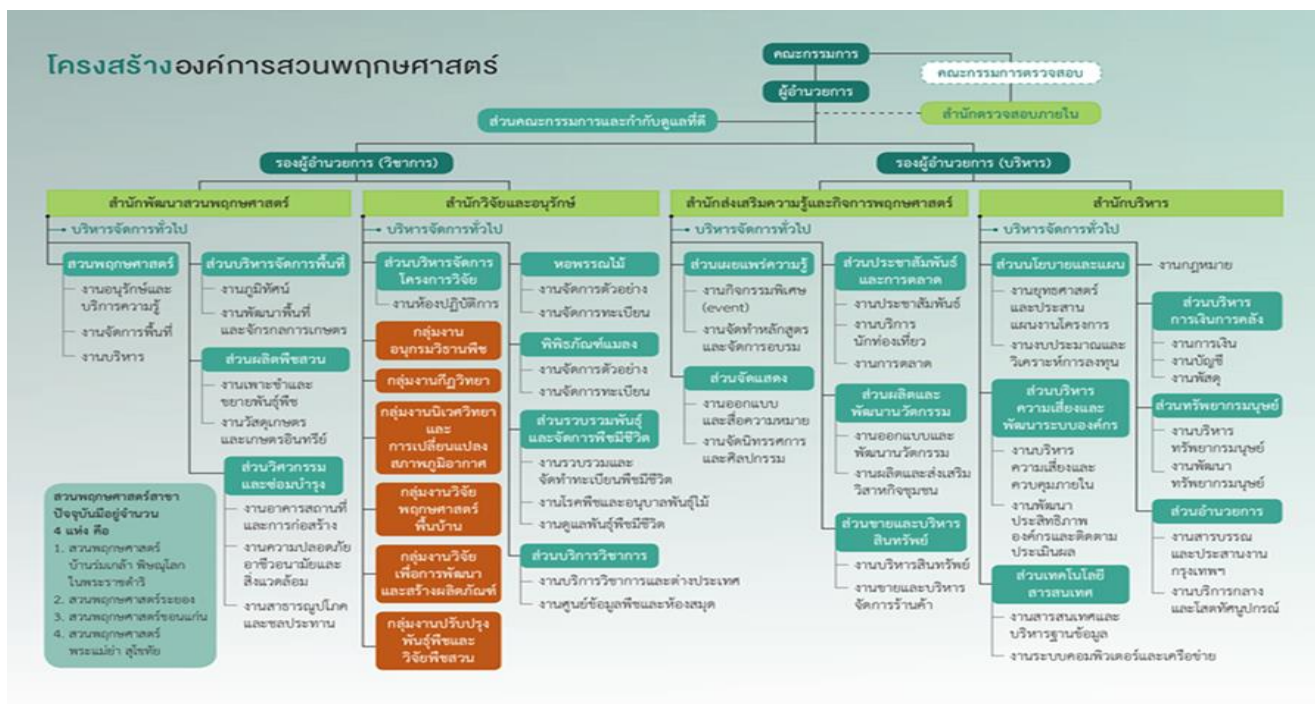 โครงสร้างองค์การสวนพฤกษศาสตร์
คณะกรรมการ
คณะกรรมการตรวจสอบ
ผู้อำนวยการ
สำนักตรวจสอบภายใน
ส่วนคณะกรรมการและกำกับดูแลที่ดี
รองผู้อำนวยการ (วิชาการ)
รองผู้อำนวยการ (บริหาร)
สำนักพัฒนาสวนพฤกษศาสตร์
บริหารจัดการทั่วไป
สวนพฤกษศาสตร์
งานอนุรักษ์และ
บริการความรู้
งานจัดการพื้นที่
งานบริหาร
ส่วนบริหารจัดการพื้นที่
งานภูมิทัศน์
งานพัฒนาพื้นที่
และจักรกลการเกษตร
ส่วนผลิตพืชสวน
งานเพาะชำและ
ขยายพันธุ์พืช
งานวัสดุเกษตร
และเกษตรอินทรีย์
ส่วนวิศวกรรม
และซ่อมบำรุง
งานอาคารสถานที่
และการก่อสร้าง
งานความปลอดภัย
อาชีวอนามัยและ
สิ่งแวดล้อม
งานสาธารณูปโภค
และชลประทาน
สวนพฤกษศาสตร์สาขา
ปัจจุบันมีอยู่จำนวน
4 แห่ง คือ
1. สวนพฤกษศาสตร์
บ้านร่มเกล้า พิษณุโลก
ในพระราชดำริ
2. สวนพฤกษศาสตร์ระยอง
3. สวนพฤกษศาสตร์ขอนแก่น
4. สวนพฤกษศาสตร์
พระแม่ย่า สุโขทัย
สำนักวิจัยและอนุรักษ์
บริหารจัดการทั่วไป
ส่วนบริหารจัดการ
โครงการวิจัย
งานห้องปฏิบัติการ
กลุ่มงาน
อนุกรมวิธานพืช
กลุ่มงานกีฏวิทยา
กลุ่มงานนิเวศวิทยา
และ
การเปลี่ยนแปลง
สภาพภูมิอากาศ
กลุ่มงานวิจัย
พฤกษศาสตร์
พื้นบ้าน
กลุ่มงานวิจัย
เพื่อการพัฒนา
และสร้างผลิตภัณฑ์
กลุ่มงานปรับปรุง
พันธุ์พืชและ
วิจัยพืชสวน
หอพรรณไม้
งานจัดการตัวอย่าง
งานจัดการทะเบียน
พิพิธภัณฑ์แมลง
งานจัดการตัวอย่าง
งานจัดการทะเบียน
ส่วนรวบรวมพันธุ์
และจัดการพืชมีชีวิต
งานรวบรวมและ
จัดทำทะเบียนพืชมีชีวิต
งานโรคพืชและอนุบาลพันธุ์ไม้
งานดูแลพันธุ์พืชมีชีวิต
ส่วนบริการวิชาการ
งานบริการวิชาการและต่างประเทศ
งานศูนย์ข้อมูลพืชและห้องสมุด
สำนักส่งเสริมความรู้และกิจการพฤกษศาสตร์
บริหารจัดการทั่วไป
ส่วนเผยแพร่ความรู้
งานกิจกรรมพิเศษ
(event)
งานจัดทำหลักสูตร
และจัดการอบรม
ส่วนจัดแสดง
งานออกแบบ
และสื่อความหมาย
งานจัดนิทรรศการ
และศิลปกรรม
ส่วนประชาสัมพันธ์
และการตลาด
งานประชาสัมพันธ์
งานบริการ
นักท่องเที่ยว
งานการตลาด
ส่วนผลิตและ
พัฒนานวัตกรรม
งานออกแบบและ
พัฒนานวัตกรรม
งานผลิตและส่งเสริม
วิสาหกิจชุมชน
ส่วนขายและบริหาร
สินทรัพย์
งานบริหารสินทรัพย์
งานขายและบริหาร
จัดการร้านค้า
สำนักบริหาร
บริหารจัดการทั่วไป
ส่วนนโยบายและแผน
งานยุทธศาสตร์
และประสาน
แผนงานโครงการ
งานงบประมาณและ
วิเคราะห์การลงทุน
ส่วนบริหาร
ความเสี่ยงและ
พัฒนาระบบองค์กร
งานบริหาร
ความเสี่ยงและ
ควบคุมภายใน
งานพัฒนา
ประสิทธิภาพ
องค์กรและติดตาม
ประเมินผล
ส่วนเทคโนโลยี
สารสนเทศ
งานสารสนเทศและ
บริหารฐานข้อมูล
งานระบบคอมพิวเตอร์และเครือข่าย
งานกฎหมาย
ส่วนบริหาร
การเงินการคลัง
งานการเงิน
งานบัญชี
งานพัสดุ
ส่วนทรัพยากรมนุษย์
งานบริหาร
ทรัพยากรมนุษย์
งานพัฒนา
ทรัพยากรมนุษย์
ส่วนอำนวยการ
งานสารบรรณ
และประสานงาน
กรุงเทพฯ
งานบริการกลาง
และโสตทัศนูปกรณ์